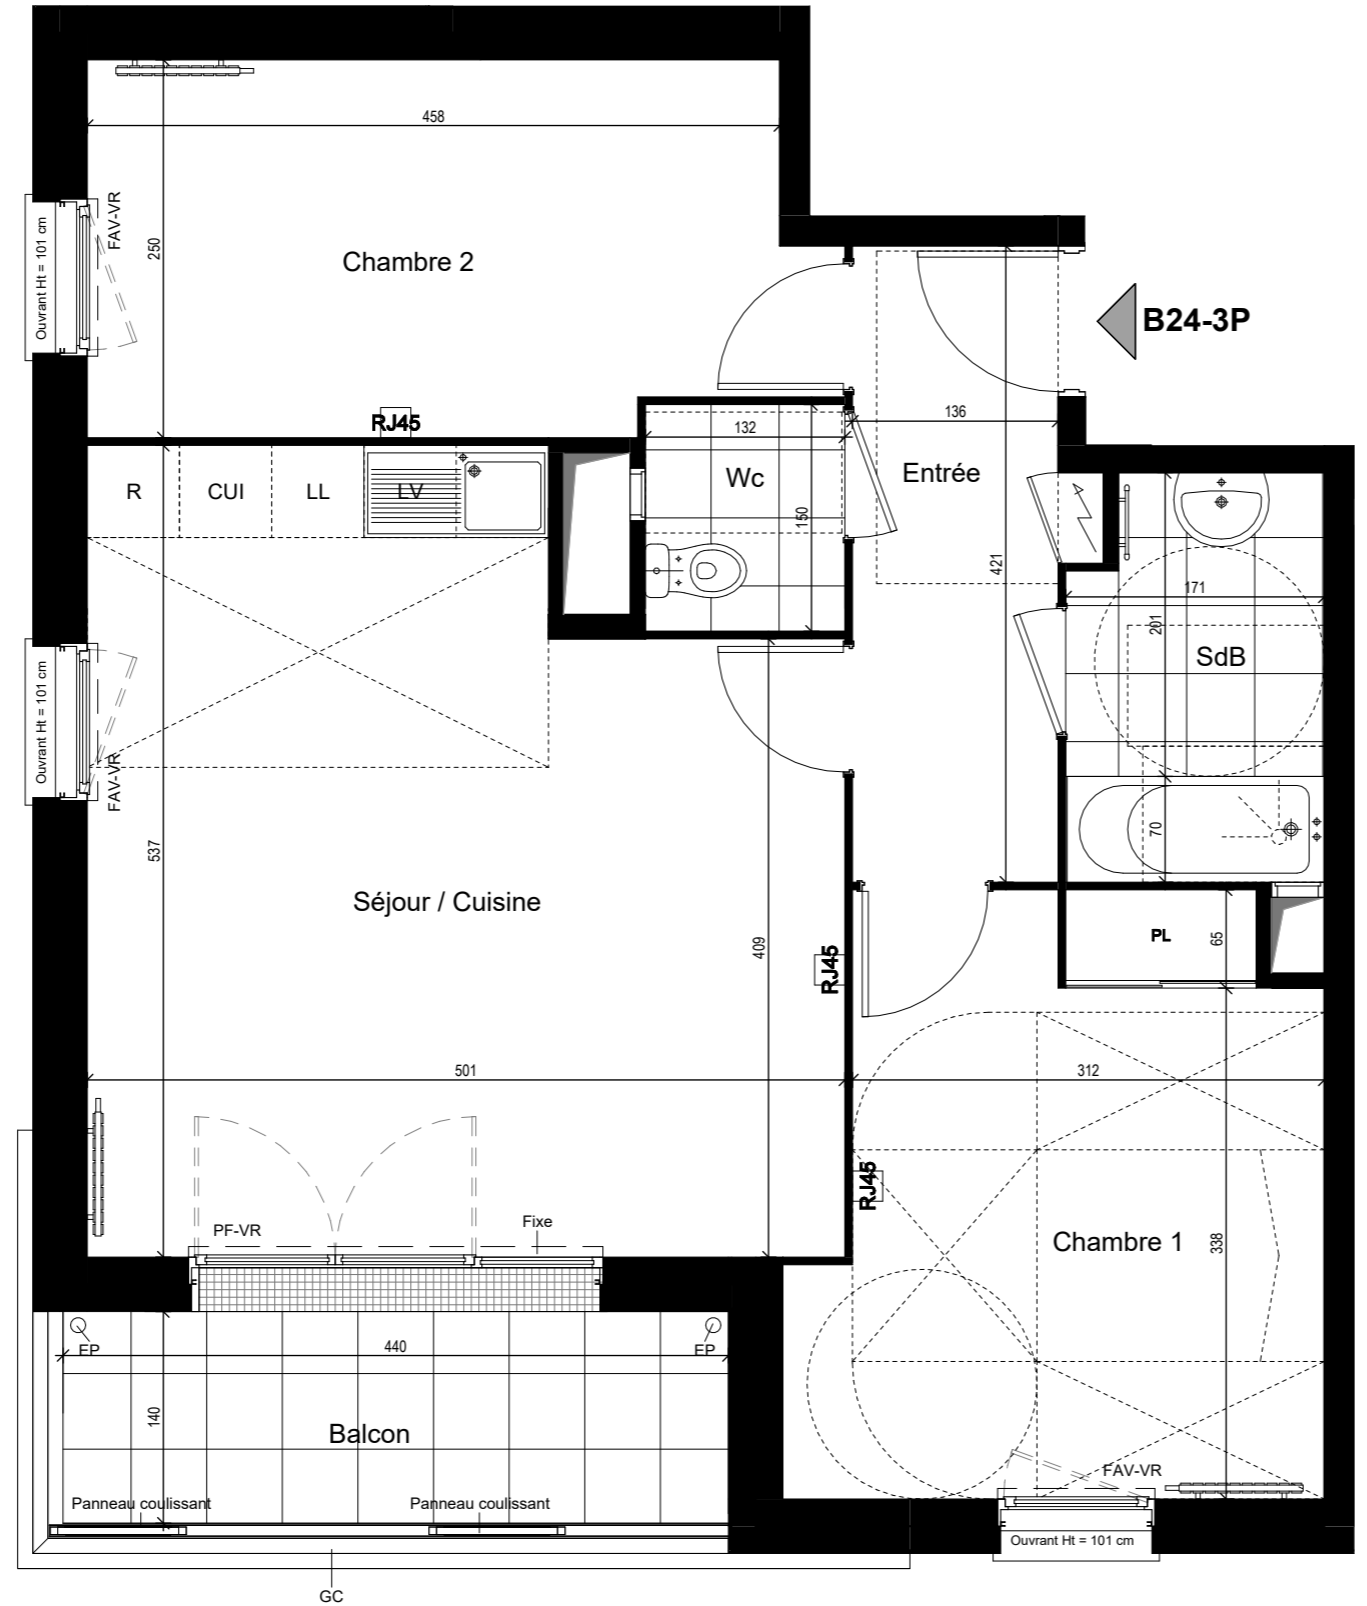 458
FAV-VR
Ouvrant Ht = 101 cm
250
Chambre 2
B24-3P
RJ45
132
136
Wc
Entrée
150
R
CUI
LL
LV
421
171
201
SdB
Ouvrant Ht = 101 cm
FAV-VR
537
70
Séjour / Cuisine
409
RJ45
PL
65
501
312
RJ45
PF-VR
Fixe
Chambre 1
338
EP
440
EP
140
Balcon
FAV-VR
Panneau coulissant
Panneau coulissant
Ouvrant Ht = 101 cm
GC